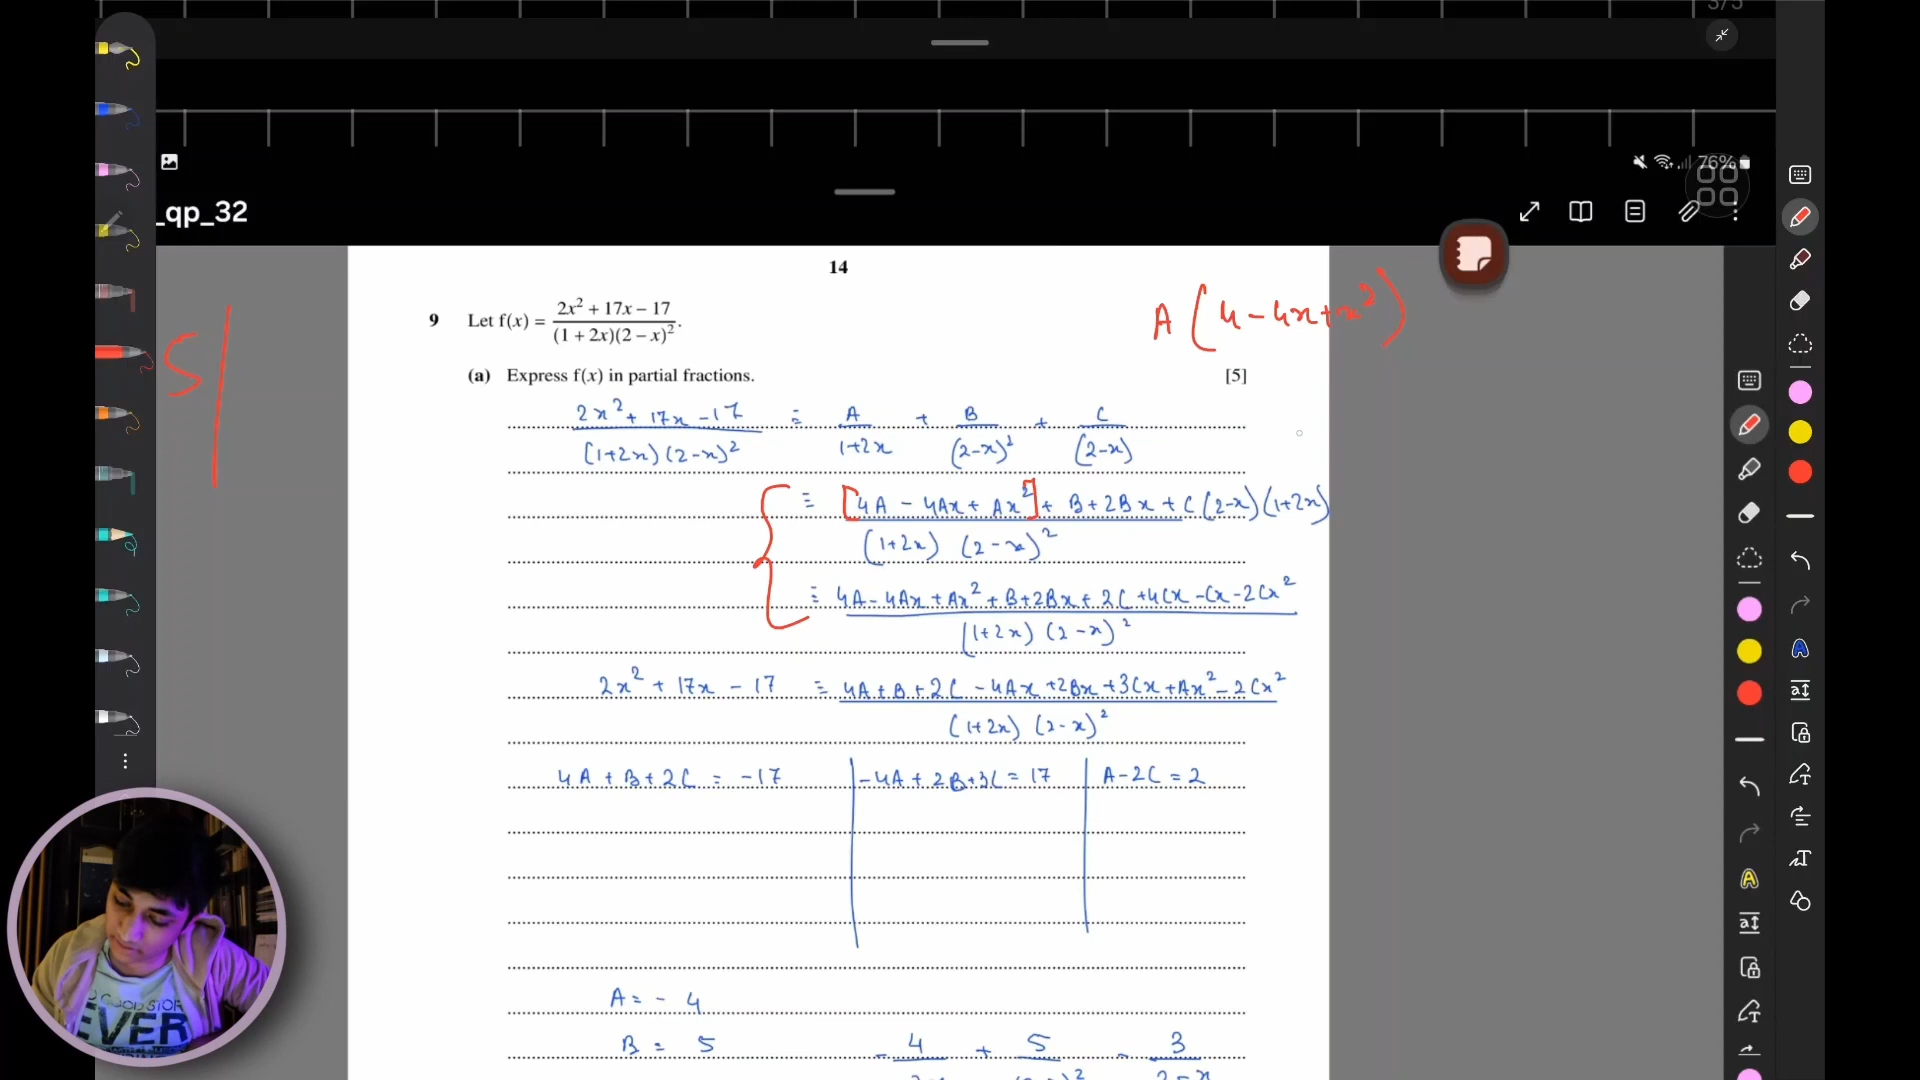 3/5
76%
_qp_32
14
A (4 - 4x + x²)
9 Let f(x) = (2x² + 17x − 17) / ((1 + 2x)(2 − x)²).
(a) Express f(x) in partial fractions. [5]
5
(2x² + 17x - 17) / ((1+2x)(2-x)²) ≡ A/(1+2x) + B/(2-x)² + C/(2-x)
≡ ([4A - 4Ax + Ax²] + B + 2Bx + C(2-x)(1+2x)) / ((1+2x)(2-x)²)
≡ (4A - 4Ax + Ax² + B + 2Bx + 2C + 4Cx - Cx - 2Cx²) / ((1+2x)(2-x)²)
2x² + 17x - 17 ≡ (4A + B + 2C - 4Ax + 2Bx + 3Cx + Ax² - 2Cx²) / ((1+2x)(2-x)²)
4A + B + 2C = -17 | -4A + 2B + 3C = 17 | A - 2C = 2
A = - 4
B = 5
- 4 + 5 - 3
EVER